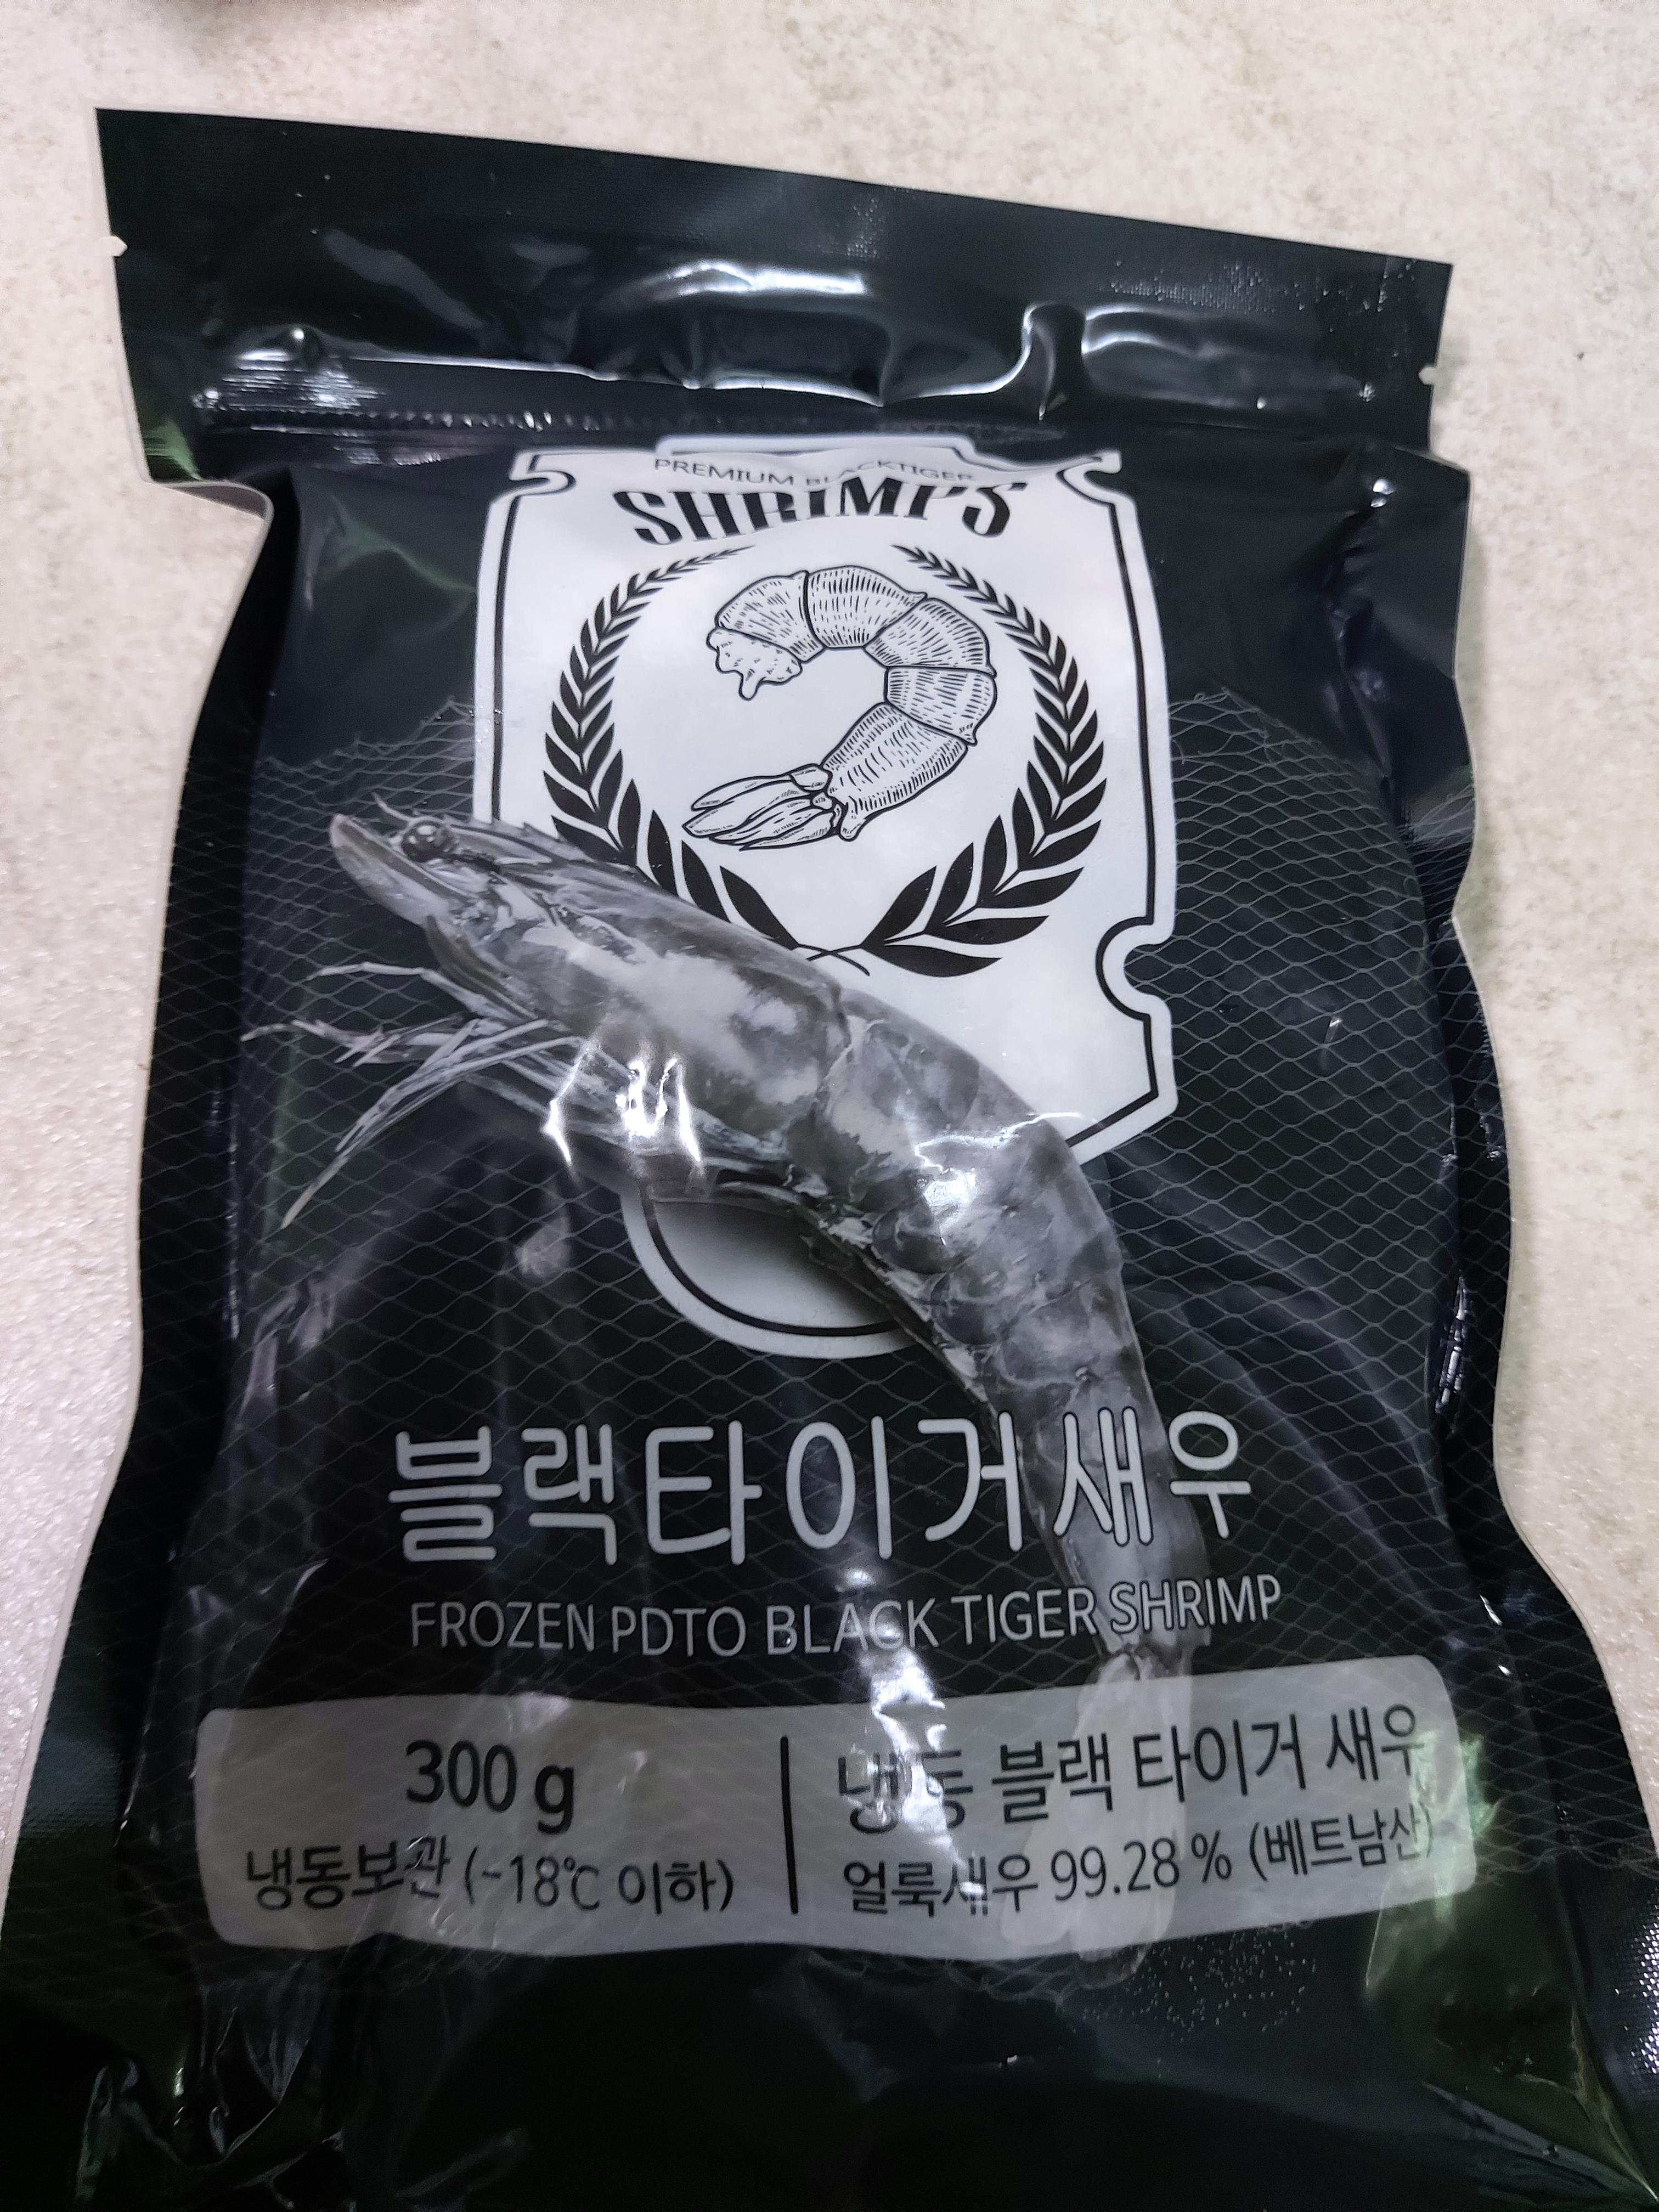 PREMIUM BLACKTIGER
SHRIMPS
블랙타이거새우
FROZEN PDTO BLACK TIGER SHRIMP
300 g
냉동보관 (-18℃ 이하)
냉동 블랙 타이거 새우
얼룩새우 99.28 % (베트남산)